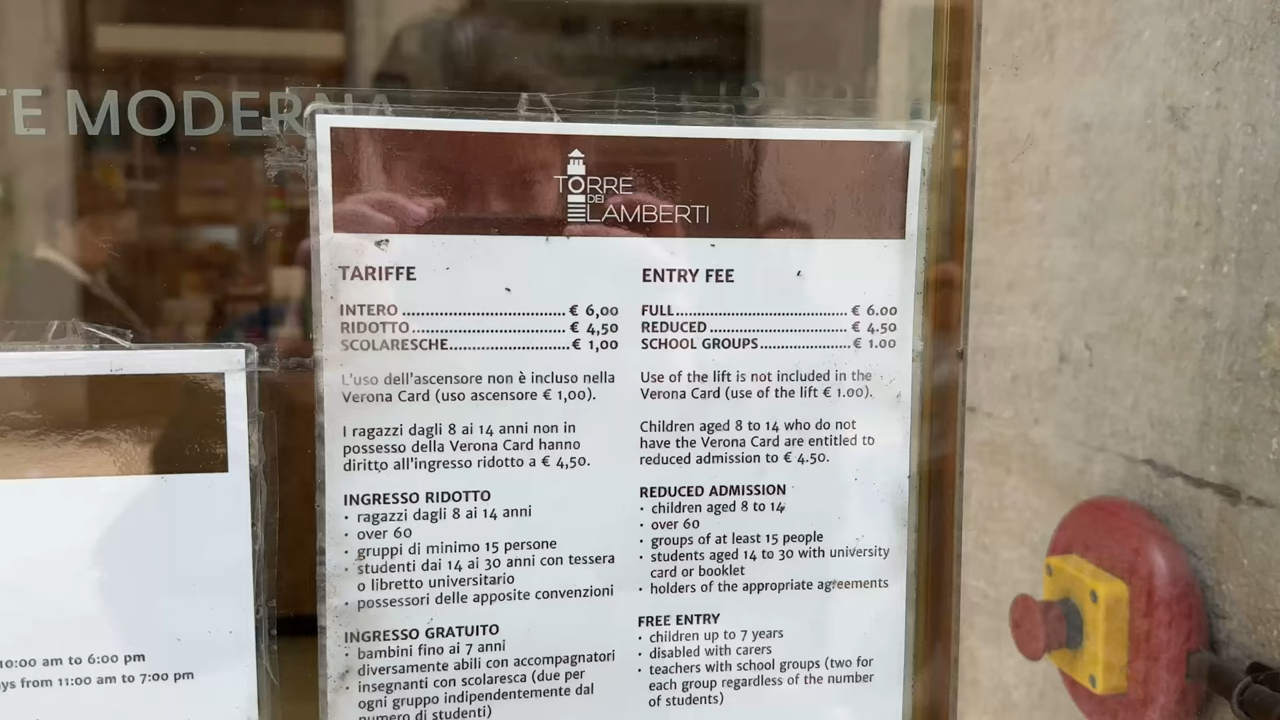 TE MODERNA
TORRE
DEI
LAMBERTI
TARIFFE
INTERO ........................................ € 6,00
RIDOTTO ...................................... € 4,50
SCOLARESCHE ............................. € 1,00
L'uso dell'ascensore non è incluso nella
Verona Card (uso ascensore € 1,00).
I ragazzi dagli 8 ai 14 anni non in
possesso della Verona Card hanno
diritto all'ingresso ridotto a € 4,50.
INGRESSO RIDOTTO
· ragazzi dagli 8 ai 14 anni
· over 60
· gruppi di minimo 15 persone
· studenti dai 14 ai 30 anni con tessera
o libretto universitario
· possessori delle apposite convenzioni
INGRESSO GRATUITO
· bambini fino ai 7 anni
· diversamente abili con accompagnatori
· insegnanti con scolaresca (due per
ogni gruppo indipendentemente dal
numero di studenti)
ENTRY FEE
FULL .......................................... € 6.00
REDUCED ................................... € 4.50
SCHOOL GROUPS ...................... € 1.00
Use of the lift is not included in the
Verona Card (use of the lift € 1.00).
Children aged 8 to 14 who do not
have the Verona Card are entitled to
reduced admission to € 4.50.
REDUCED ADMISSION
· children aged 8 to 14
· over 60
· groups of at least 15 people
· students aged 14 to 30 with university
card or booklet
· holders of the appropriate agreements
FREE ENTRY
· children up to 7 years
· disabled with carers
· teachers with school groups (two for
each group regardless of the number
of students)
10:00 am to 6:00 pm
ys from 11:00 am to 7:00 pm